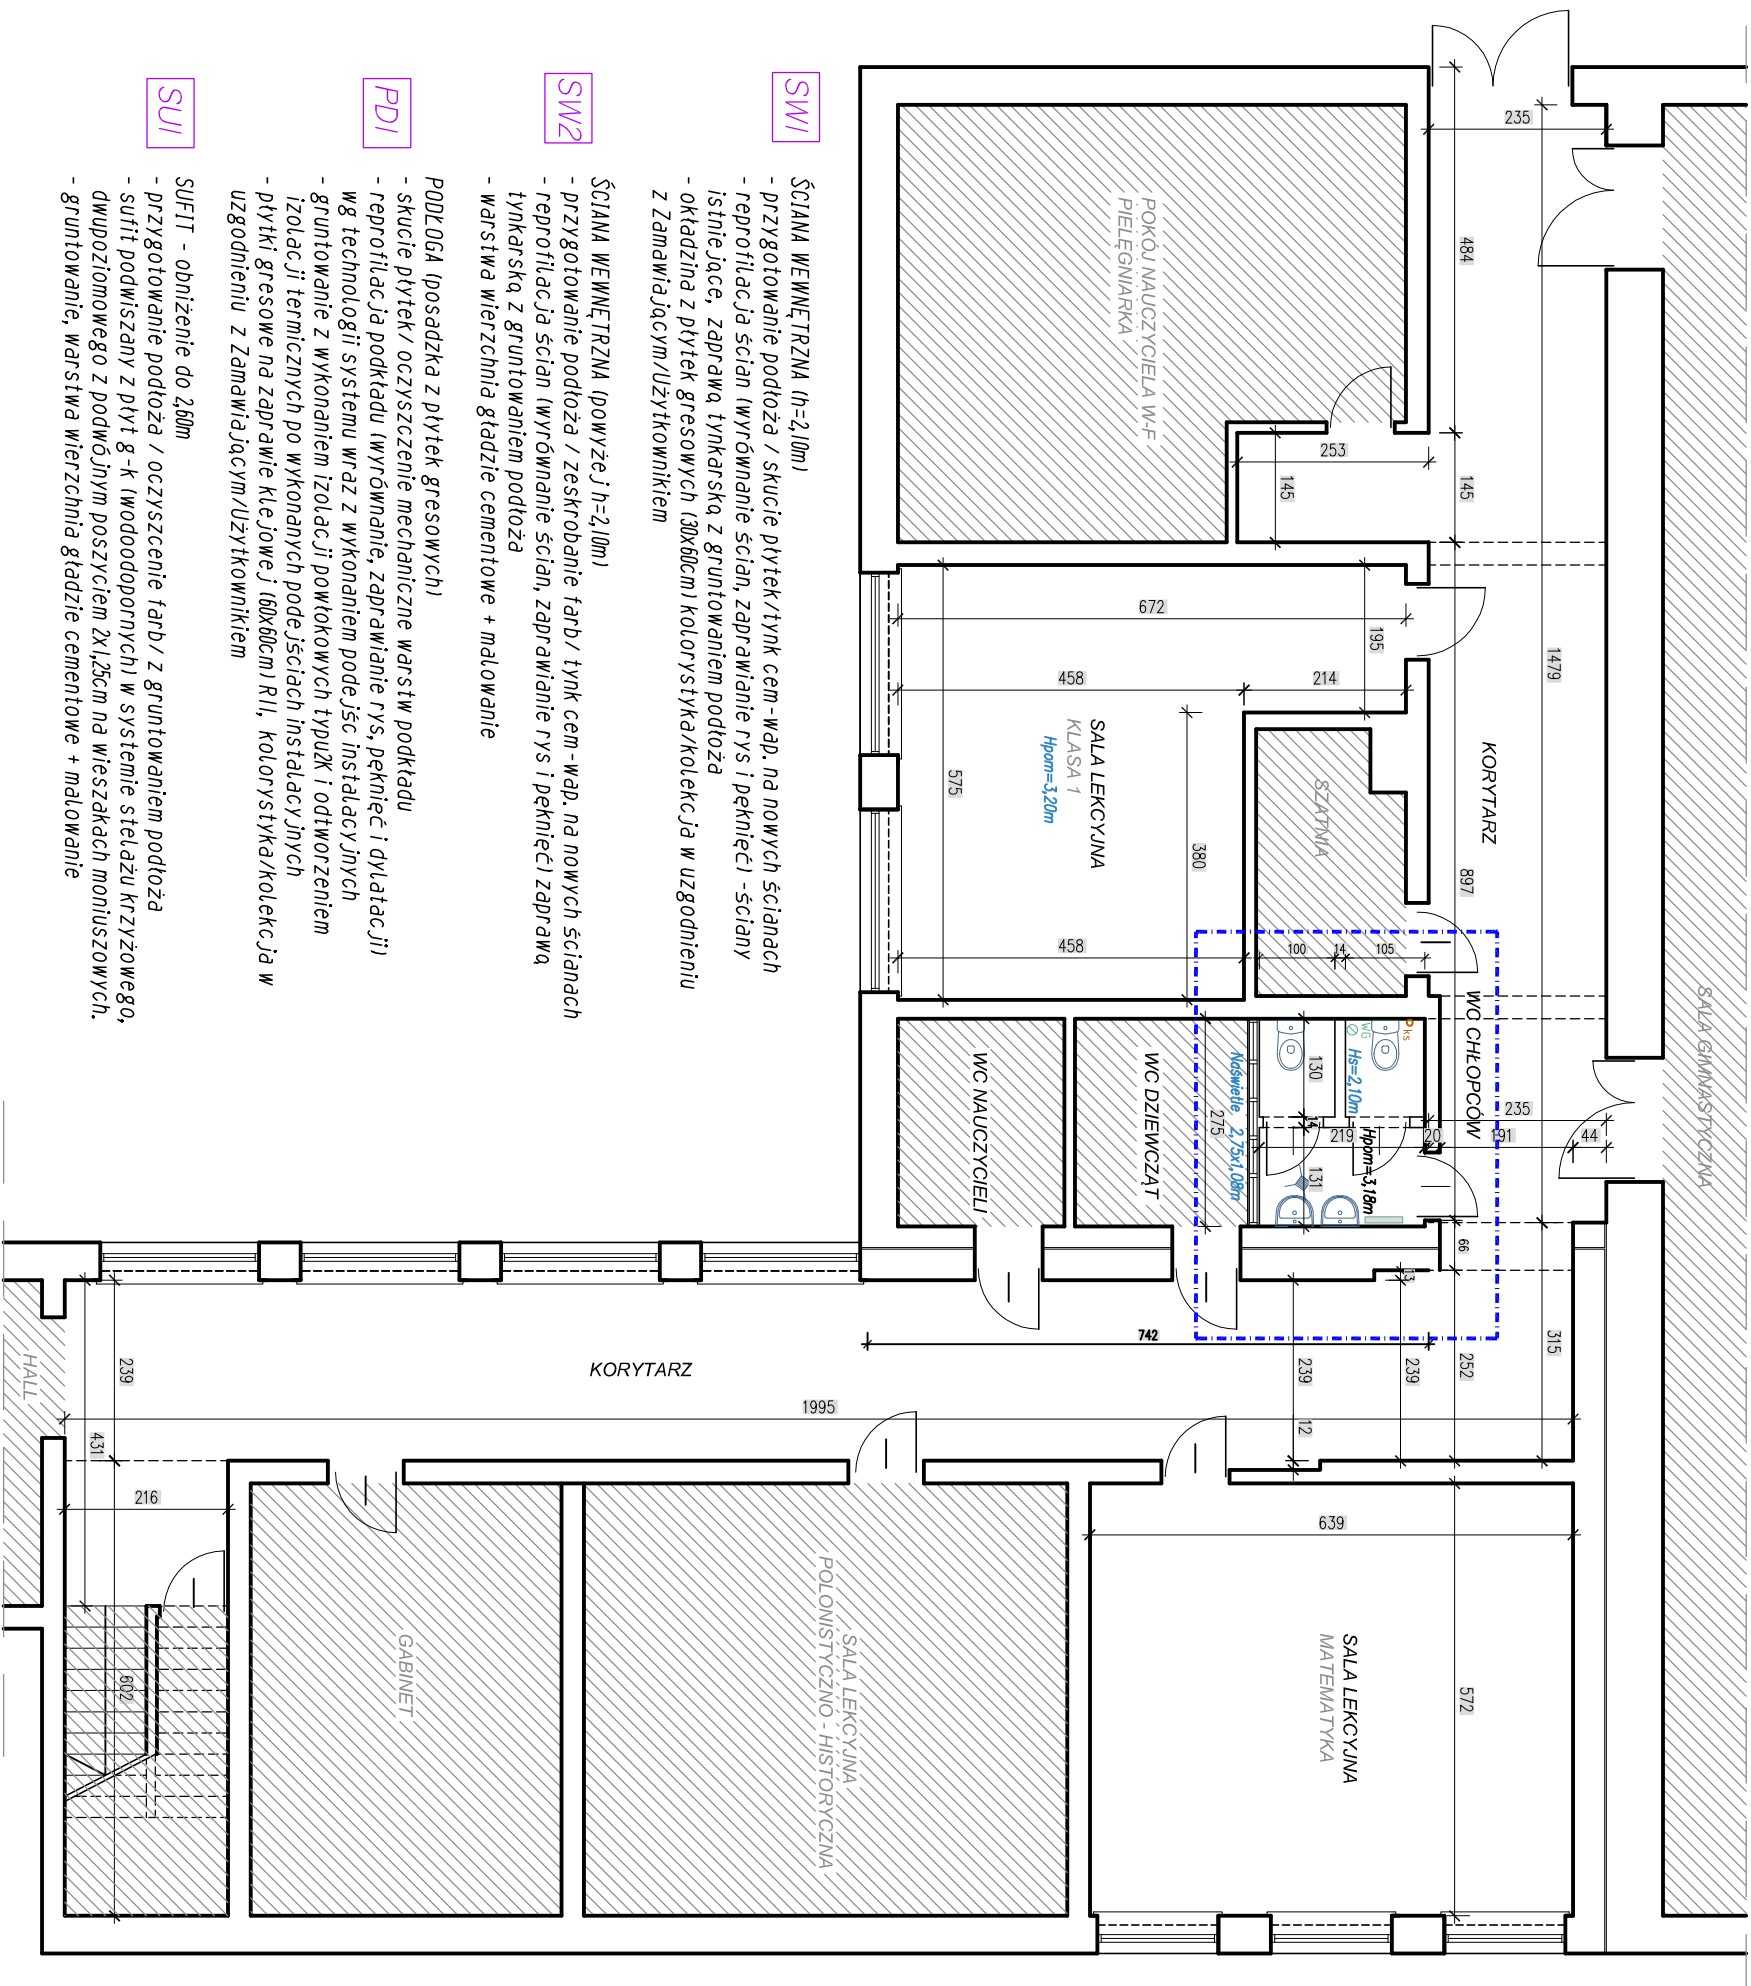 SW1
ŚCIANA WEWNĘTRZNA (h=2,10m)
- przygotowanie podłoża / skucie płytek/tynk cem-wap. na nowych ścianach
- reprofilacja ścian (wyrównanie ścian, zaprawianie rys i pęknięć) - ściany
istniejące, zaprawą tynkarską z gruntowaniem podłoża
- okładzina z płytek gresowych (30x60cm) kolorystyka/kolekcja w uzgodnieniu
z Zamawiającym/Użytkownikiem
SW2
ŚCIANA WEWNĘTRZNA (powyżej h=2,10m)
- przygotowanie podłoża / zeskrobanie farb/ tynk cem-wap. na nowych ścianach
- reprofilacja ścian (wyrównanie ścian, zaprawianie rys i pęknięć) zaprawą
tynkarską z gruntowaniem podłoża
- warstwa wierzchnia gładzie cementowe + malowanie
PD1
PODŁOGA (posadzka z płytek gresowych)
- skucie płytek/ oczyszczenie mechaniczne warstw podkładu
- reprofilacja podkładu (wyrównanie, zaprawianie rys, pęknięć i dylatacji)
wg technologii systemu wraz z wykonaniem podejść instalacyjnych
- gruntowanie z wykonaniem izolacji powłokowych typu2K i odtworzeniem
izolacji termicznych po wykonanych podejściach instalacyjnych
- płytki gresowe na zaprawie klejowej (60x60cm) R11, kolorystyka/kolekcja w
uzgodnieniu z Zamawiającym/Użytkownikiem
SU1
SUFIT - obniżenie do 2,60m
- przygotowanie podłoża / oczyszcenie farb/ z gruntowaniem podłoża
- sufit podwiszany z płyt g-k (wodoodpornych) w systemie stelażu krzyżowego,
dwupoziomowego z podwójnym poszyciem 2x1,25cm na wieszakach moniuszowych.
- gruntowanie, warstwa wierzchnia gładzie cementowe + malowanie
POKÓJ NAUCZYCIELA W-F
PIELĘGNIARKA
SALA LEKCYJNA
KLASA 1
Hpom=3,20m
SZATNIA
KORYTARZ
WC CHŁOPCÓW
SALA GIMNASTYCZNA
WC NAUCZYCIELI
WC DZIEWCZĄT
Naświetle 2,75x1,08m
Hs=2,10m
Hpom=3,18m
WG
ks
KORYTARZ
HALL
GABINET
SALA LEKCYJNA
POLONISTYCZNO - HISTORYCZNA
SALA LEKCYJNA
MATEMATYKA
235
484
145
253
145
1479
672
195
458
214
575
380
897
458
100
14
105
130
14
131
275
219
20
191
44
235
66
13
742
239
239
252
315
12
1995
239
431
216
602
639
572